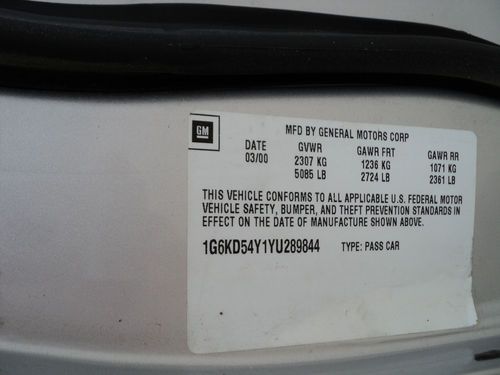 GM
MFD BY GENERAL MOTORS CORP
DATE GVWR GAWR FRT GAWR RR
03/00 2307 KG 1236 KG 1071 KG
5085 LB 2724 LB 2361 LB
THIS VEHICLE CONFORMS TO ALL APPLICABLE U.S. FEDERAL MOTOR
VEHICLE SAFETY, BUMPER, AND THEFT PREVENTION STANDARDS IN
EFFECT ON THE DATE OF MANUFACTURE SHOWN ABOVE.
1G6KD54Y1YU289844 TYPE: PASS CAR